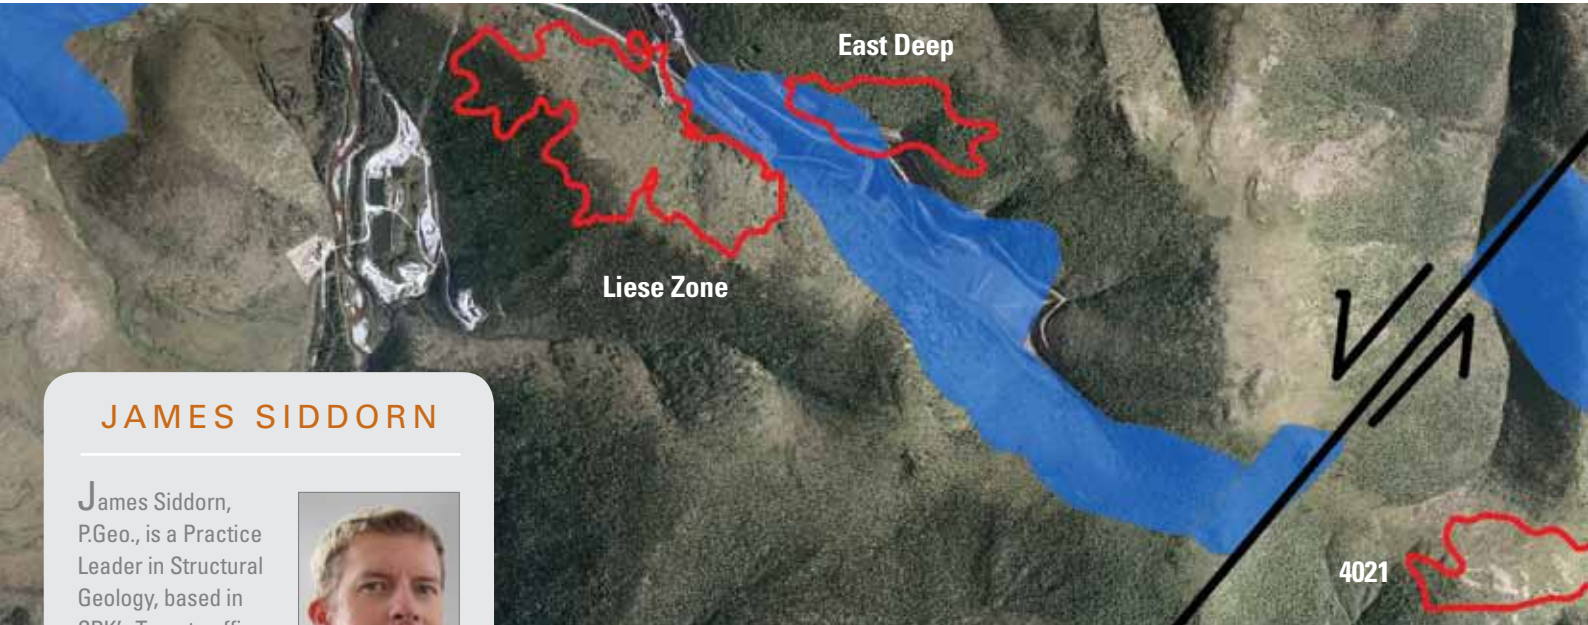 East Deep
Liese Zone
4021
JAMES SIDDORN
James Siddorn,
P.Geo., is a Practice
Leader in Structural
Geology, based in